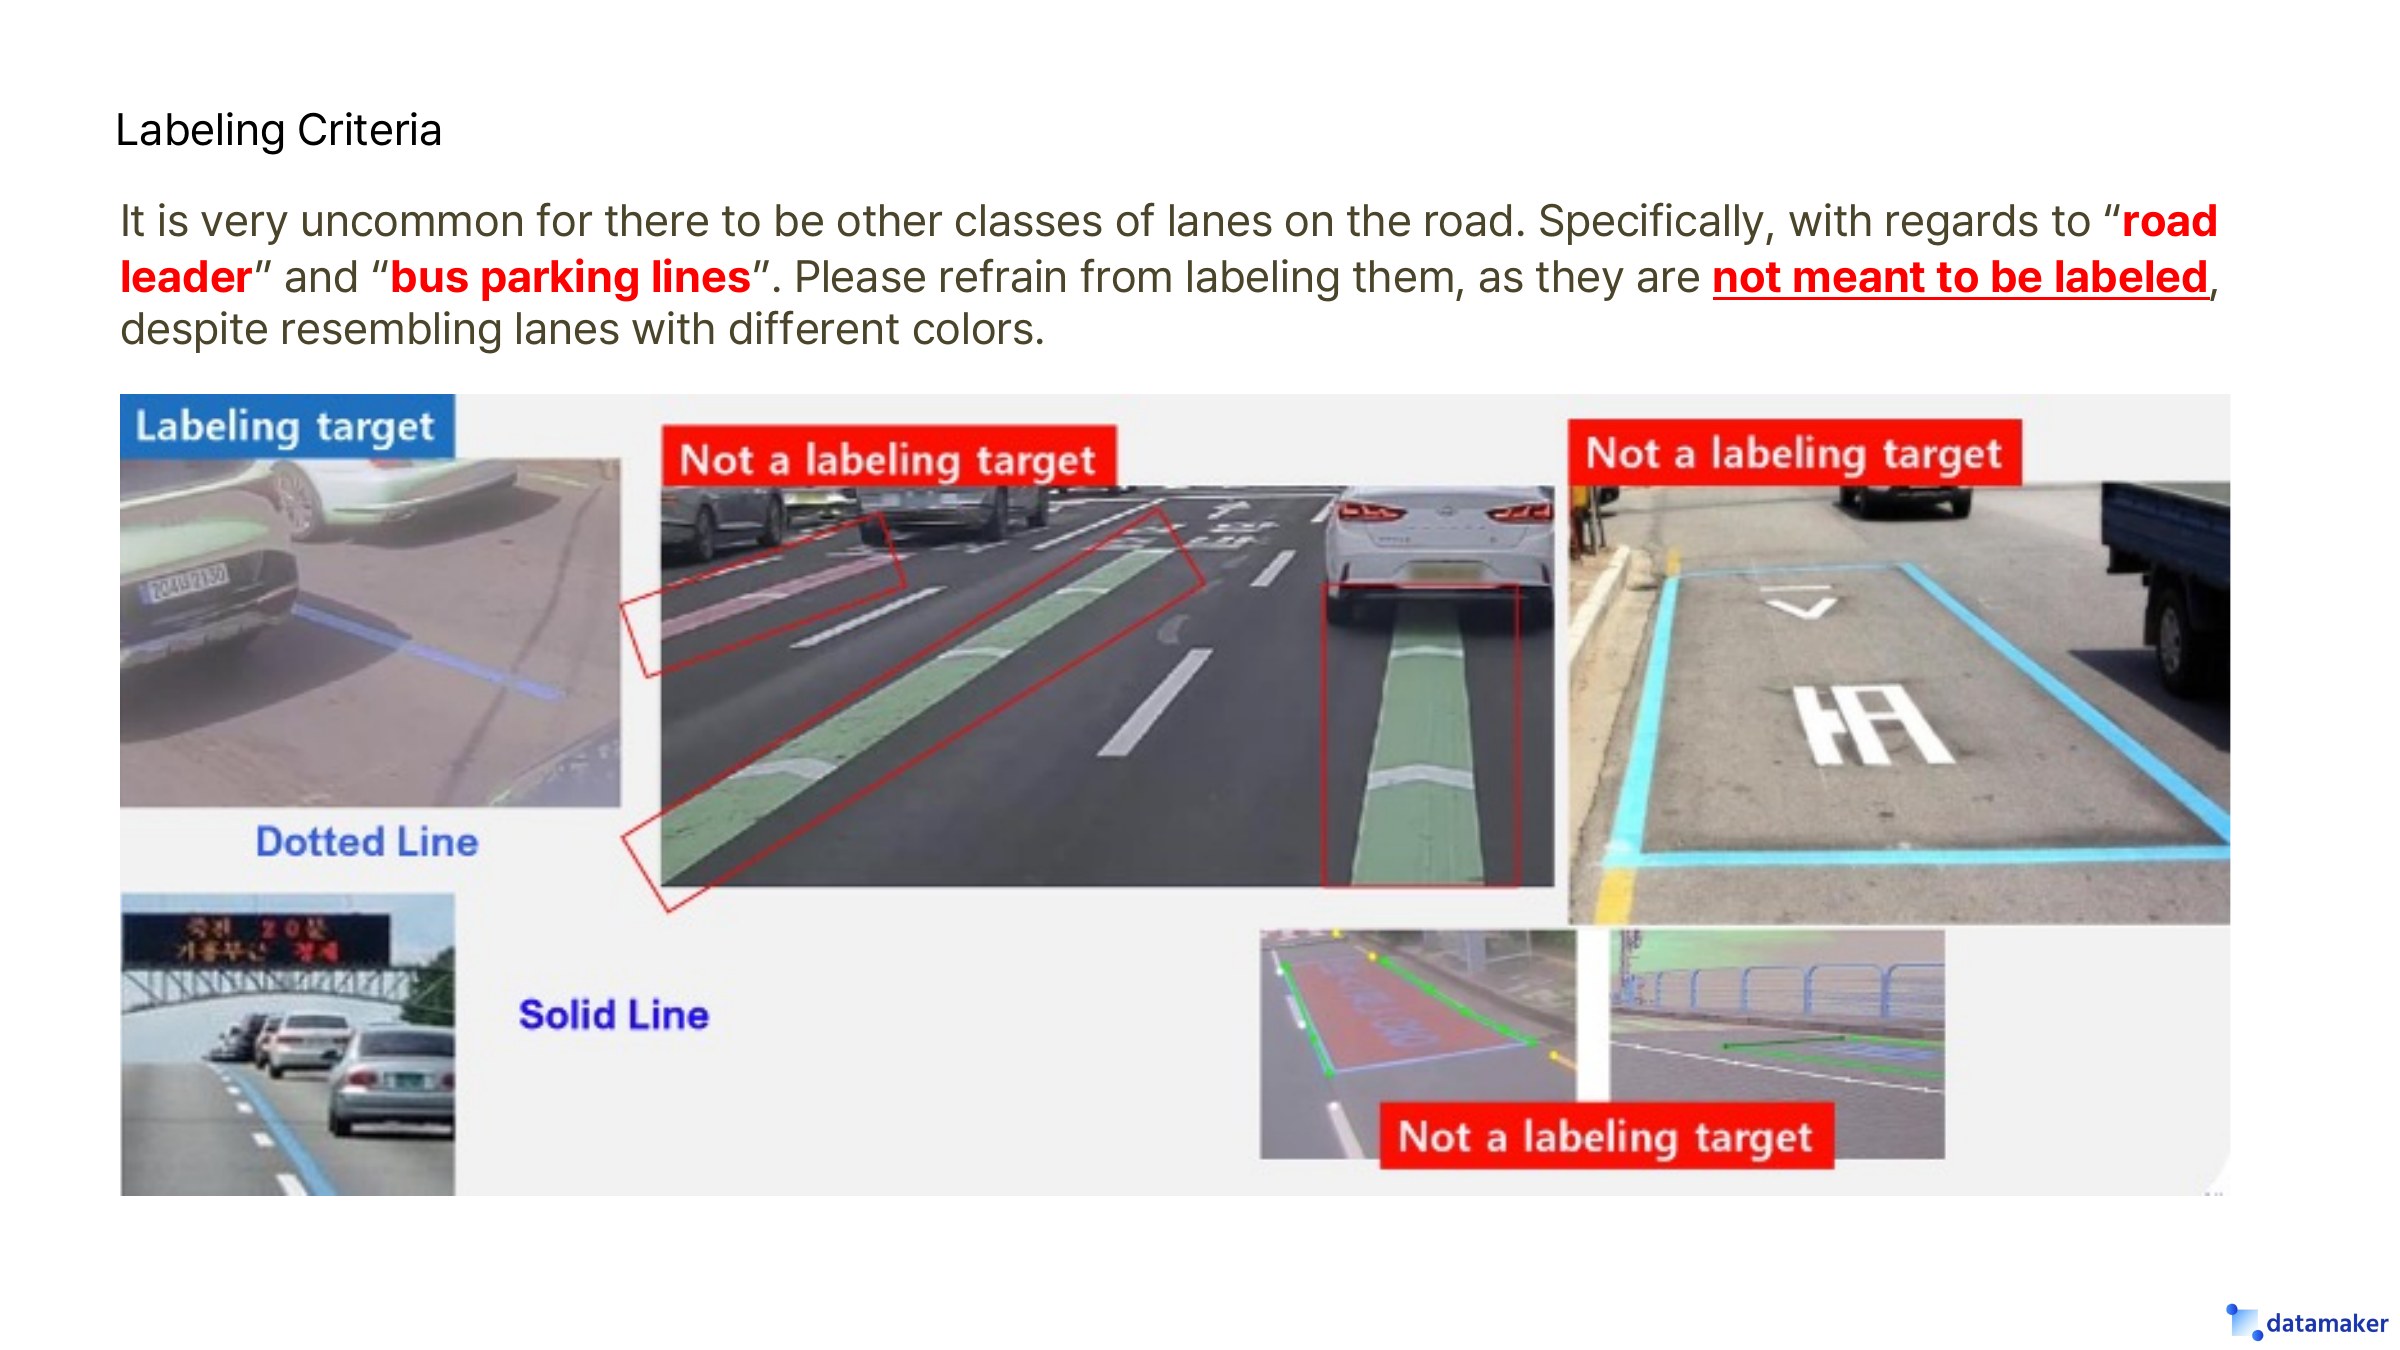 Labeling Criteria
It is very uncommon for there to be other classes of lanes on the road. Specifically, with regards to “road
leader” and “bus parking lines”. Please refrain from labeling them, as they are not meant to be labeled,
despite resembling lanes with different colors.
Labeling target
Not a labeling target
Not a labeling target
Dotted Line
Solid Line
Not a labeling target
datamaker